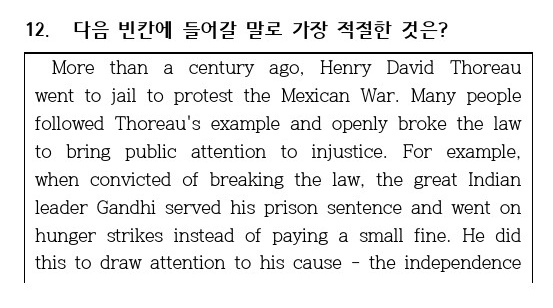 12. 다음 빈칸에 들어갈 말로 가장 적절한 것은?
More than a century ago, Henry David Thoreau
went to jail to protest the Mexican War. Many people
followed Thoreau's example and openly broke the law
to bring public attention to injustice. For example,
when convicted of breaking the law, the great Indian
leader Gandhi served his prison sentence and went on
hunger strikes instead of paying a small fine. He did
this to draw attention to his cause - the independence